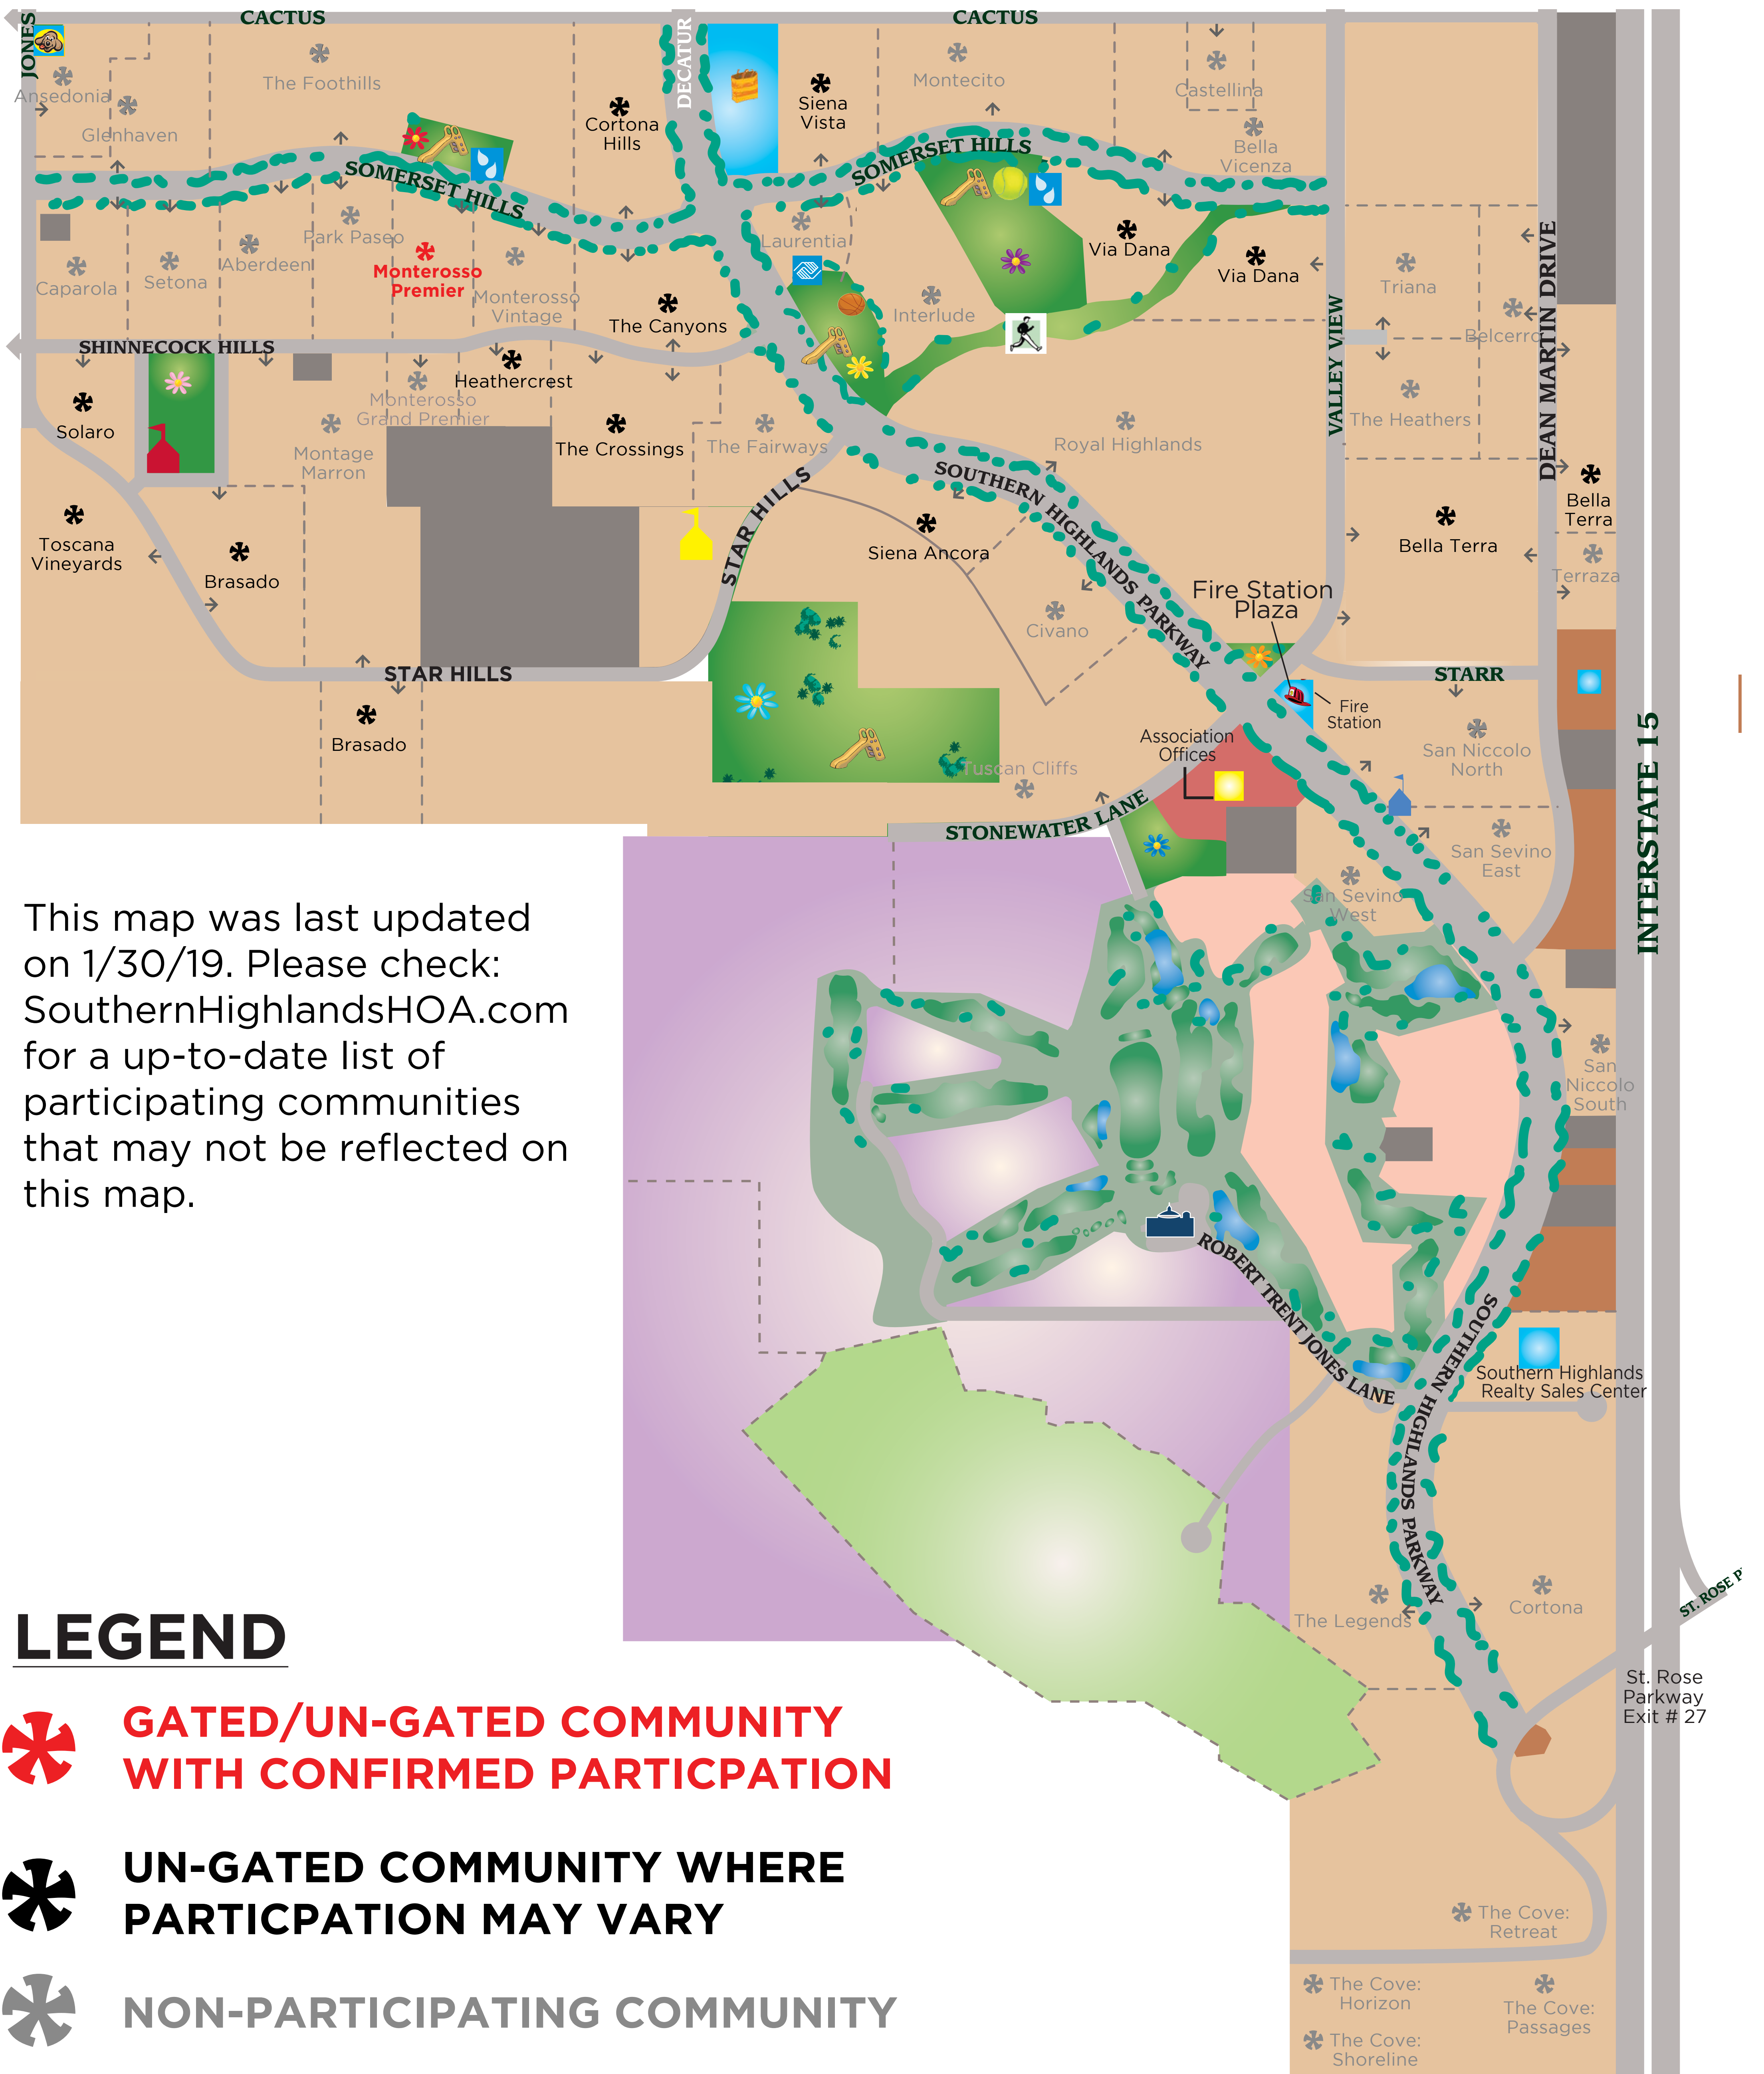 CACTUS
CACTUS
JONES
DECATUR
Ansedonia
Glenhaven
The Foothills
Cortona
Hills
Siena
Vista
Montecito
Castellina
Bella
Vicenza
SOMERSET HILLS
SOMERSET HILLS
Park Paseo
Laurentia
Via Dana
Via Dana
Caparola
Setona
Aberdeen
Monterosso
Premier
Monterosso
Vintage
The Canyons
Interlude
Triana
Belcerro
VALLEY VIEW
DEAN MARTIN DRIVE
SHINNECOCK HILLS
Heathercrest
Solaro
Monterosso
Grand Premier
Montage
Marron
The Crossings
The Fairways
Royal Highlands
The Heathers
STAR HILLS
SOUTHERN HIGHLANDS PARKWAY
Bella
Terra
Bella Terra
Terraza
Toscana
Vineyards
Brasado
Siena Ancora
Civano
Fire Station
Plaza
STAR HILLS
STARR
Fire
Station
Brasado
Association
Offices
Tuscan Cliffs
San Niccolo
North
STONEWATER LANE
San Sevino
East
San Sevino
West
INTERSTATE 15
This map was last updated
on 1/30/19. Please check:
SouthernHighlandsHOA.com
for a up-to-date list of
participating communities
that may not be reflected on
this map.
San
Niccolo
South
ROBERT TRENT JONES LANE
SOUTHERN HIGHLANDS PARKWAY
Southern Highlands
Realty Sales Center
The Legends
Cortona
ST. ROSE P
St. Rose
Parkway
Exit # 27
LEGEND
GATED/UN-GATED COMMUNITY
WITH CONFIRMED PARTICPATION
UN-GATED COMMUNITY WHERE
PARTICPATION MAY VARY
NON-PARTICIPATING COMMUNITY
The Cove:
Retreat
The Cove:
Horizon
The Cove:
Passages
The Cove:
Shoreline